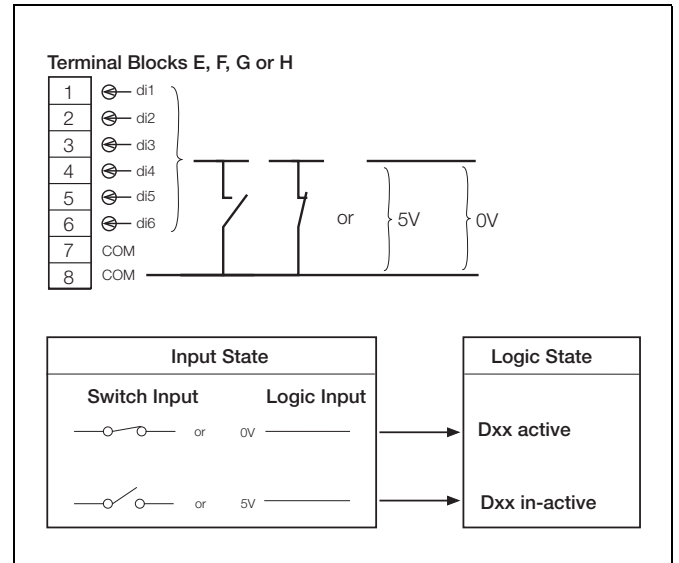 Terminal Blocks E, F, G or H
1 di1
2 di2
3 di3
4 di4
5 di5
6 di6
7 COM
8 COM
or 5V 0V
Input State
Logic State
Switch Input Logic Input
or 0V
Dxx active
or 5V
Dxx in-active